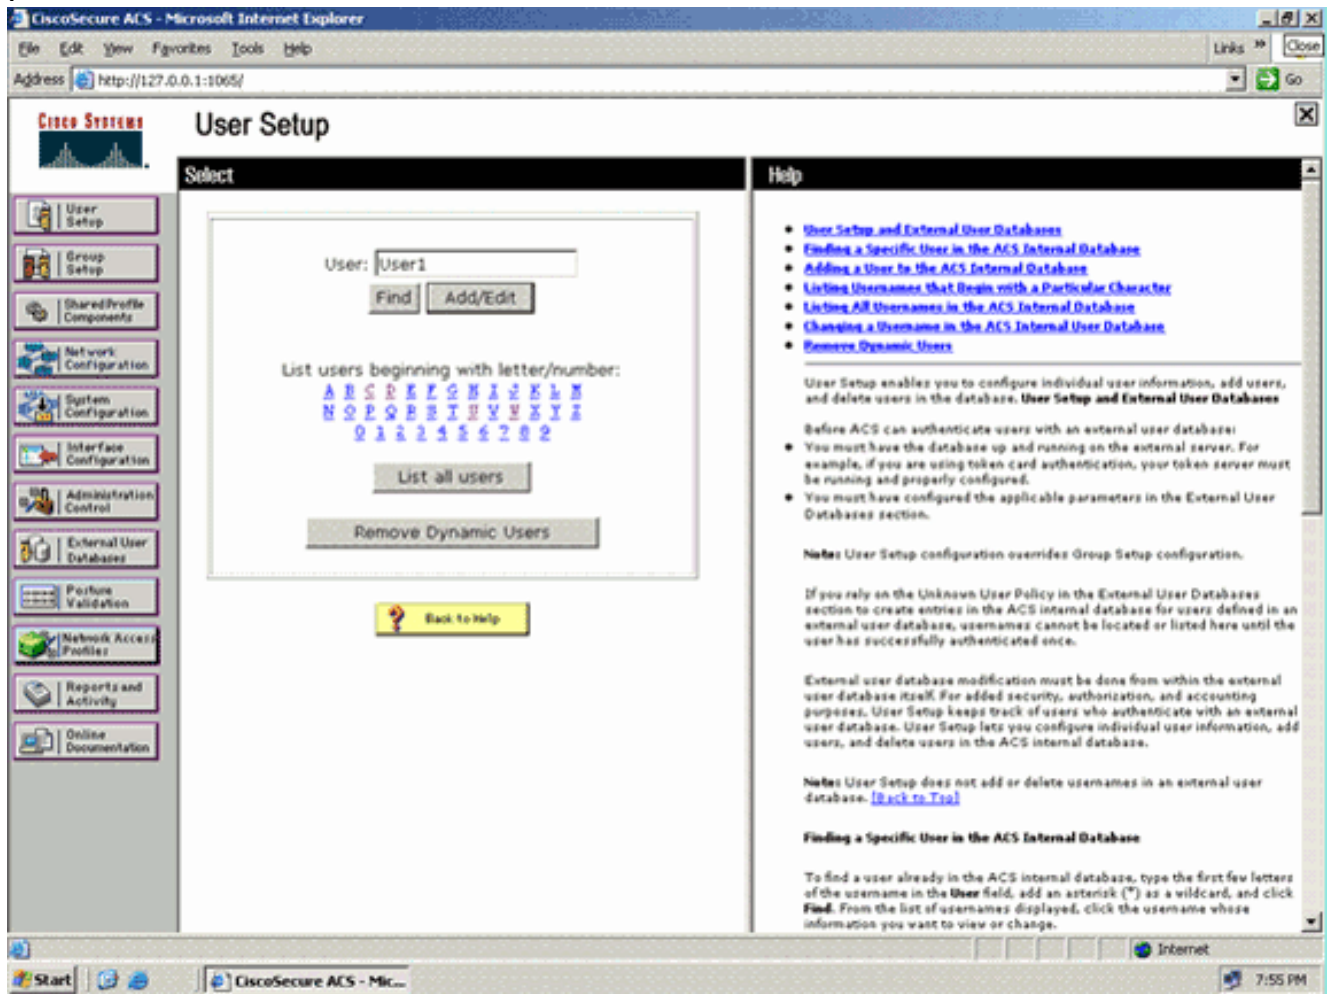 CiscoSecure ACS - Microsoft Internet Explorer
File Edit View Favorites Tools Help
Links »
Close
Address http://127.0.0.1:1065/
Go
CISCO SYSTEMS
User Setup
Select
Help
User Setup
Group Setup
Shared Profile Components
Network Configuration
System Configuration
Interface Configuration
Administration Control
External User Databases
Posture Validation
Network Access Profiles
Reports and Activity
Online Documentation
User: User1
Find Add/Edit
List users beginning with letter/number:
A B C D E F G H I J K L M
N O P Q R S T U V W X Y Z
0 1 2 3 4 5 6 7 8 9
List all users
Remove Dynamic Users
Back to Help
User Setup and External User Databases
Finding a Specific User in the ACS Internal Database
Adding a User to the ACS Internal Database
Listing Usernames that Begin with a Particular Character
Listing All Usernames in the ACS Internal Database
Changing a Username in the ACS Internal User Database
Remove Dynamic Users
User Setup enables you to configure individual user information, add users,
and delete users in the database. User Setup and External User Databases
Before ACS can authenticate users with an external user database:
You must have the database up and running on the external server. For
example, if you are using token card authentication, your token server must
be running and properly configured.
You must have configured the applicable parameters in the External User
Databases section.
Note: User Setup configuration overrides Group Setup configuration.
If you rely on the Unknown User Policy in the External User Databases
section to create entries in the ACS internal database for users defined in an
external user database, usernames cannot be located or listed here until the
user has successfully authenticated once.
External user database modification must be done from within the external
user database itself. For added security, authorization, and accounting
purposes, User Setup keeps track of users who authenticate with an external
user database. User Setup lets you configure individual user information, add
users, and delete users in the ACS internal database.
Note: User Setup does not add or delete usernames in an external user
database. [Back to Top]
Finding a Specific User in the ACS Internal Database
To find a user already in the ACS internal database, type the first few letters
of the username in the User field, add an asterisk (*) as a wildcard, and click
Find. From the list of usernames displayed, click the username whose
information you want to view or change.
Internet
Start
CiscoSecure ACS - Mic...
7:55 PM